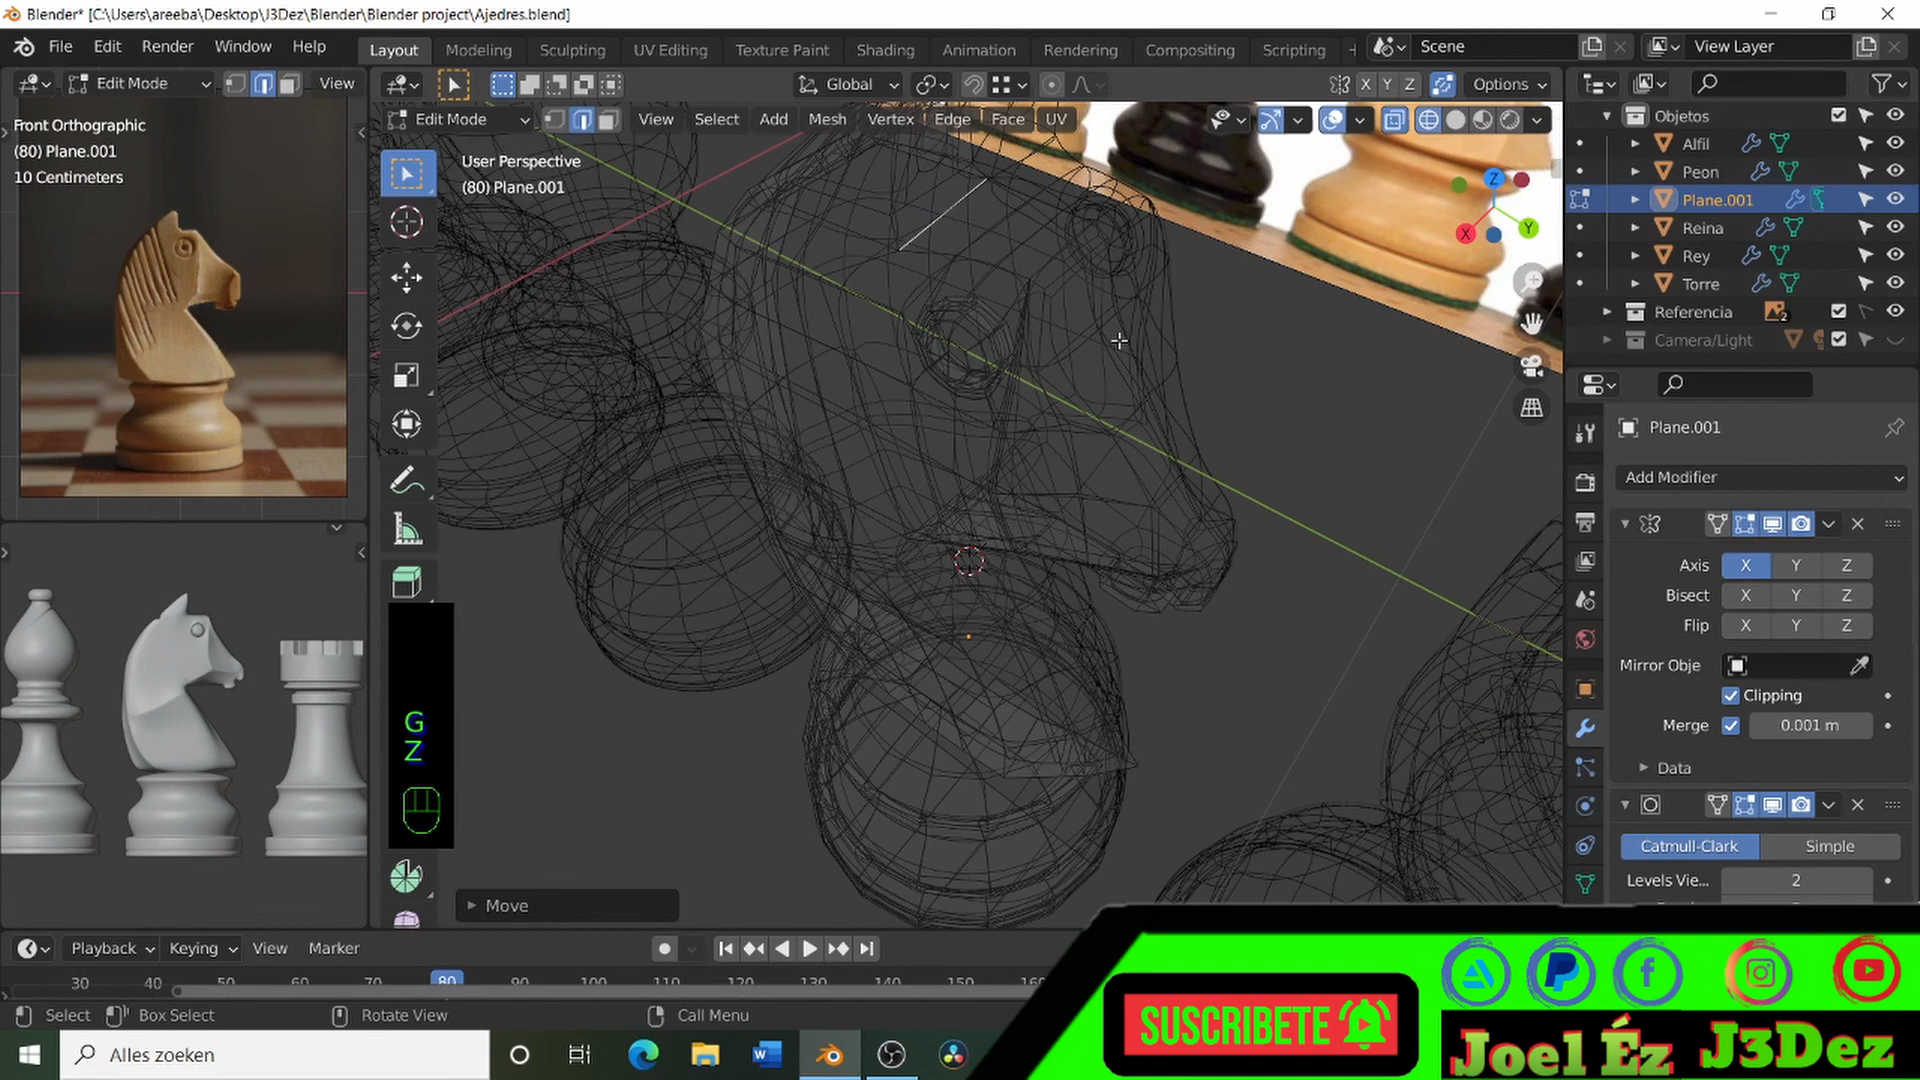 Blender* [C:\Users\areeba\Desktop\J3Dez\Blender\Blender project\Ajedres.blend]
File Edit Render Window Help Layout Modeling Sculpting UV Editing Texture Paint Shading Animation Rendering Compositing Scripting Scene View Layer
Edit Mode View Global X Y Z Options
Edit Mode View Select Add Mesh Vertex Edge Face UV
Front Orthographic
(80) Plane.001
10 Centimeters
User Perspective
(80) Plane.001
Z
Y
X
Objetos
Alfil
Peon
Plane.001
Reina
Rey
Torre
Referencia
2
Camera/Light
Plane.001
Add Modifier
Axis X Y Z
Bisect X Y Z
Flip X Y Z
Mirror Obje
Clipping
Merge 0.001 m
Data
Catmull-Clark Simple
Levels Vie... 2
G
Z
Move
Playback Keying View Marker
30 40 50 60 70 80 90 100 110 120 130 140 150 160
Select Box Select Rotate View Call Menu
Alles zoeken
SUSCRIBETE
Joel Éz J3Dez